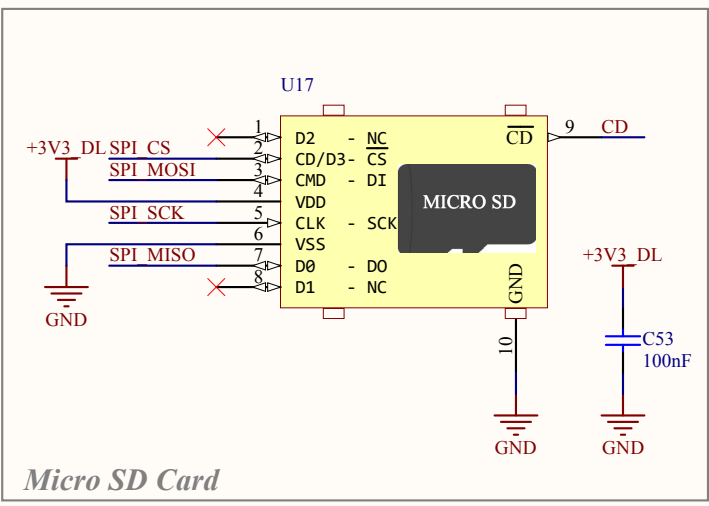 U17
1 D2 - NC
+3V3_DL SPI_CS 2 CD/D3- CS
SPI_MOSI 3 CMD - DI
4 VDD
SPI_SCK 5 CLK - SCK
6 VSS
SPI_MISO 7 D0 - DO
8 D1 - NC
GND
CD 9 CD
MICRO SD
GND
10
GND
+3V3_DL
C53
100nF
GND
Micro SD Card